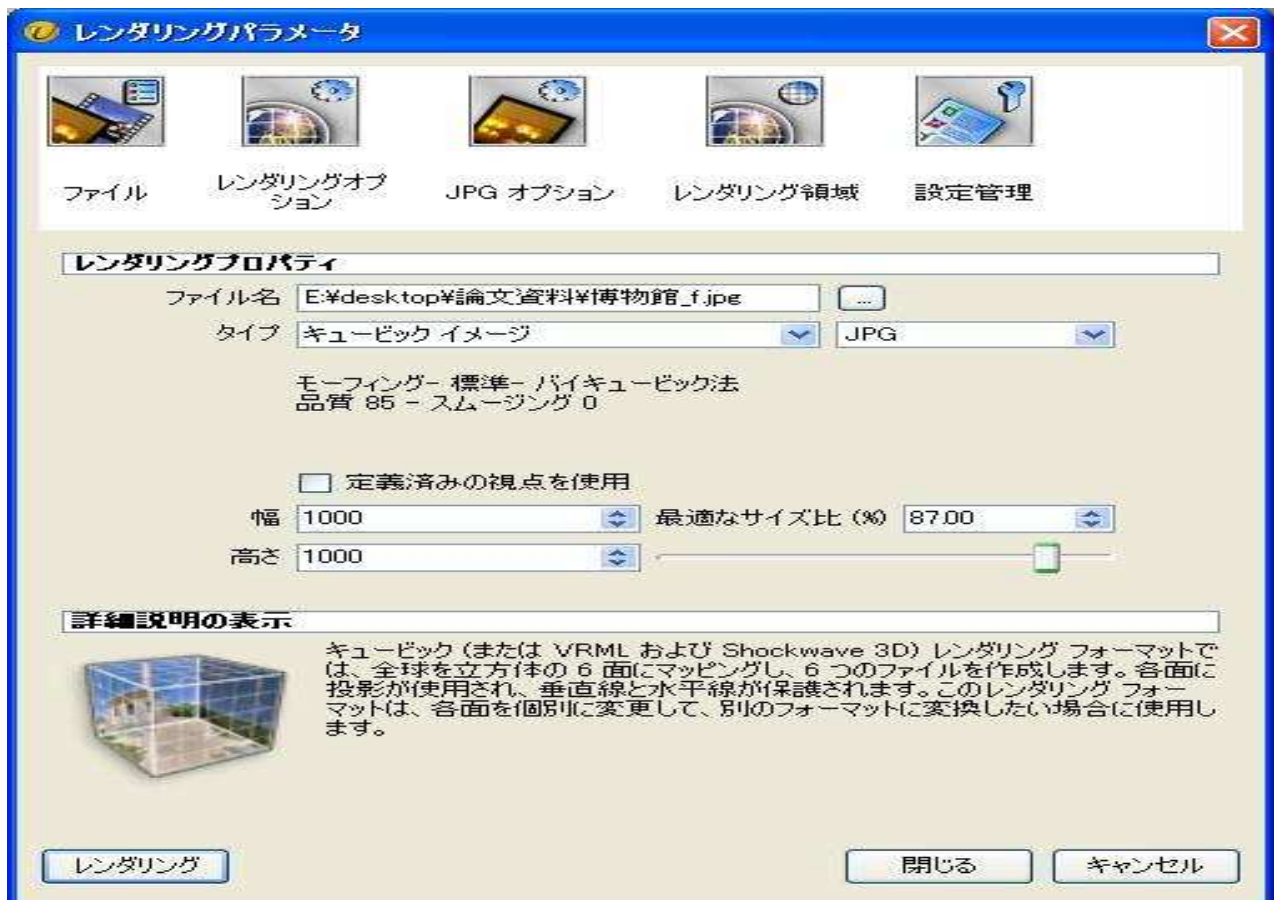 レンダリングパラメータ
ファイル
レンダリングオプ
ション
JPG オプション
レンダリング領域
設定管理
レンダリングプロパティ
ファイル名 E:¥desktop¥論文資料¥博物館_f.jpg ...
タイプ キュービック イメージ JPG
モーフィング- 標準- バイキュービック法
品質 85 - スムージング 0
定義済みの視点を使用
幅 1000 最適なサイズ比 (%) 87.00
高さ 1000
詳細説明の表示
キュービック (または VRML および Shockwave 3D) レンダリング フォーマットで
は、全球を立方体の 6 面にマッピングし、6 つのファイルを作成します。各面に
投影が使用され、垂直線と水平線が保護されます。このレンダリング フォー
マットは、各面を個別に変更して、別のフォーマットに変換したい場合に使用し
ます。
レンダリング 閉じる キャンセル